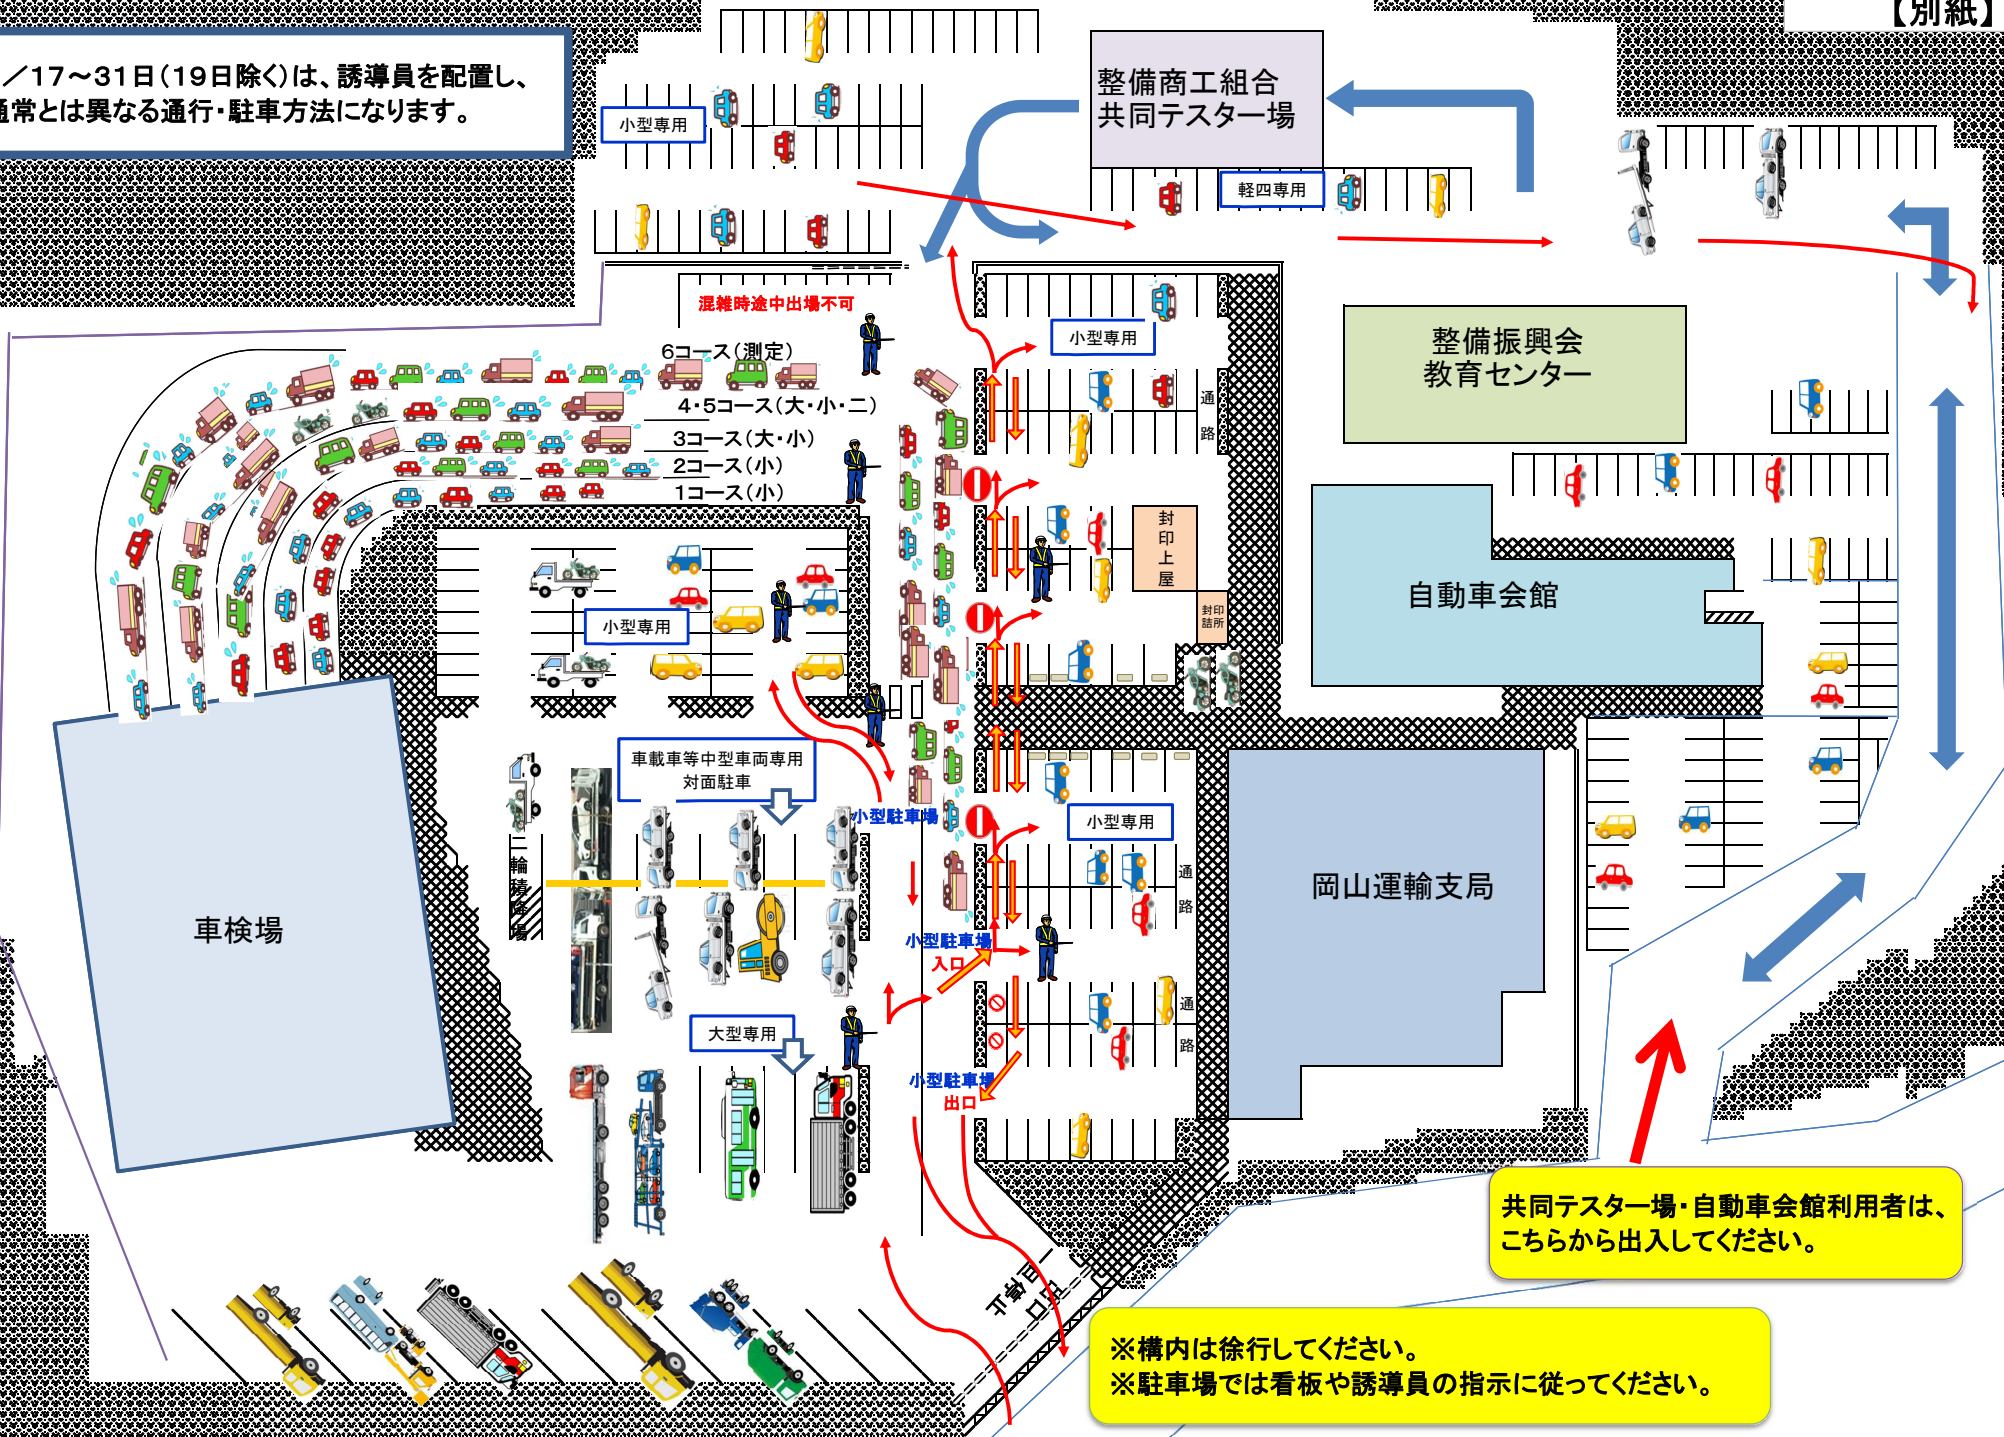 【別紙】
／17～31日（19日除く）は、誘導員を配置し、
通常とは異なる通行・駐車方法になります。
整備商工組合
共同テスター場
小型専用
軽四専用
混雑時途中出場不可
小型専用
整備振興会
教育センター
6コース（測定）
4・5コース（大・小・二）
3コース（大・小）
2コース（小）
1コース（小）
通路
封印上屋
封印
詰所
自動車会館
小型専用
車載車等中型車両専用
対面駐車
小型駐車場
小型専用
二輪積降場
通路
岡山運輸支局
車検場
小型駐車場
入口
通路
大型専用
小型駐車場
出口
共同テスター場・自動車会館利用者は、
こちらから出入してください。
出口
一旦停止
※構内は徐行してください。
※駐車場では看板や誘導員の指示に従ってください。